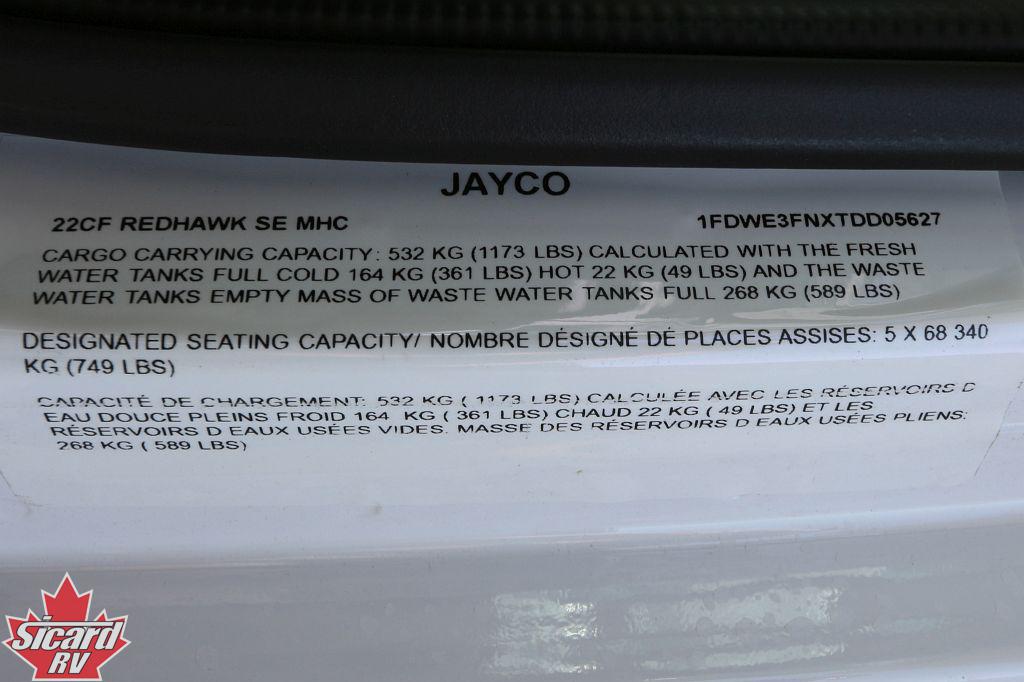 JAYCO
22CF REDHAWK SE MHC 1FDWE3FNXTDD05627
CARGO CARRYING CAPACITY: 532 KG (1173 LBS) CALCULATED WITH THE FRESH
WATER TANKS FULL COLD 164 KG (361 LBS) HOT 22 KG (49 LBS) AND THE WASTE
WATER TANKS EMPTY MASS OF WASTE WATER TANKS FULL 268 KG (589 LBS)
DESIGNATED SEATING CAPACITY/ NOMBRE DÉSIGNÉ DE PLACES ASSISES: 5 X 68 340
KG (749 LBS)
CAPACITÉ DE CHARGEMENT: 532 KG ( 1173 LBS) CALCULÉE AVEC LES RÉSERVOIRS D
EAU DOUCE PLEINS FROID 164 KG ( 361 LBS) CHAUD 22 KG ( 49 LBS) ET LES
RÉSERVOIRS D EAUX USÉES VIDES. MASSE DES RÉSERVOIRS D EAUX USÉES PLIENS:
268 KG ( 589 LBS)
Sicard
RV